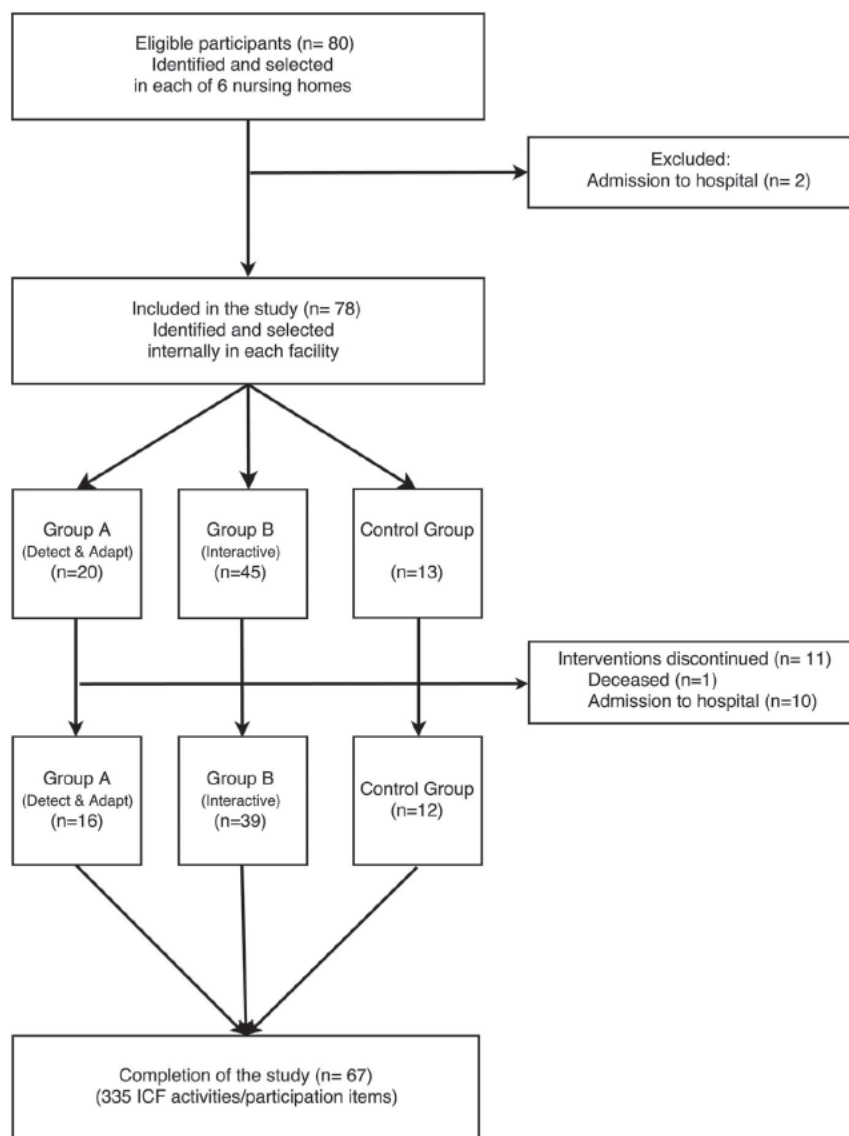 Eligible participants (n= 80)
Identified and selected
in each of 6 nursing homes
Excluded:
Admission to hospital (n= 2)
Included in the study (n= 78)
Identified and selected
internally in each facility
Group A
(Detect & Adapt)
(n=20)
Group B
(Interactive)
(n=45)
Control Group
(n=13)
Interventions discontinued (n= 11)
Deceased (n=1)
Admission to hospital (n=10)
Group A
(Detect & Adapt)
(n=16)
Group B
(Interactive)
(n=39)
Control Group
(n=12)
Completion of the study (n= 67)
(335 ICF activities/participation items)